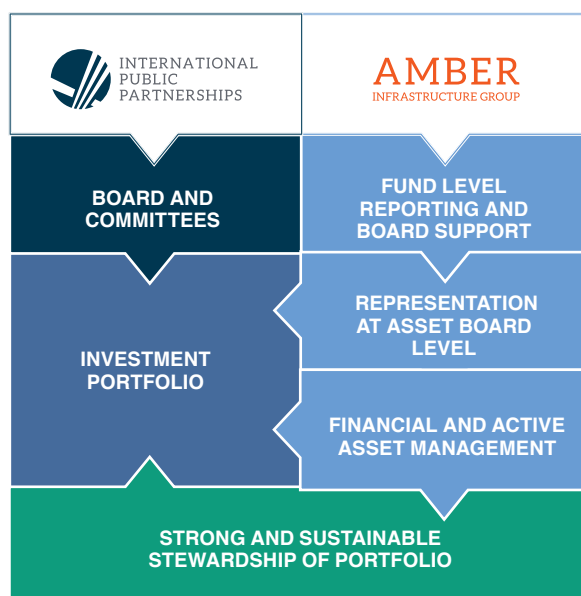 INTERNATIONAL
PUBLIC
PARTNERSHIPS
AMBER
INFRASTRUCTURE GROUP
BOARD AND
COMMITTEES
FUND LEVEL
REPORTING AND
BOARD SUPPORT
INVESTMENT
PORTFOLIO
REPRESENTATION
AT ASSET BOARD
LEVEL
FINANCIAL AND ACTIVE
ASSET MANAGEMENT
STRONG AND SUSTAINABLE
STEWARDSHIP OF PORTFOLIO